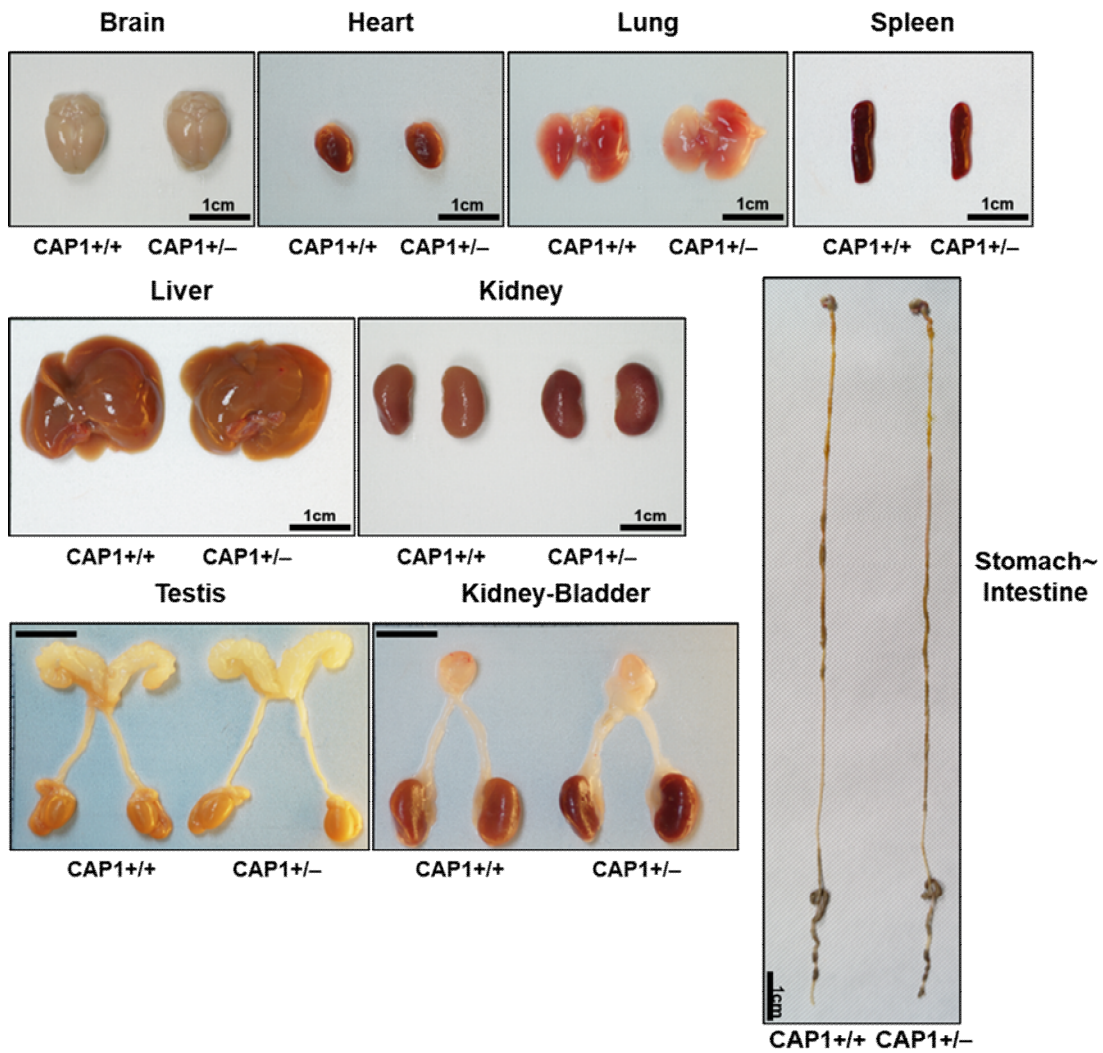 Brain
Heart
Lung
Spleen
1cm
1cm
1cm
1cm
CAP1+/+ CAP1+/–
CAP1+/+ CAP1+/–
CAP1+/+ CAP1+/–
CAP1+/+ CAP1+/–
Liver
Kidney
1cm
1cm
CAP1+/+ CAP1+/–
CAP1+/+ CAP1+/–
Stomach~
Intestine
Testis
Kidney-Bladder
CAP1+/+ CAP1+/–
CAP1+/+ CAP1+/–
1cm
CAP1+/+ CAP1+/–